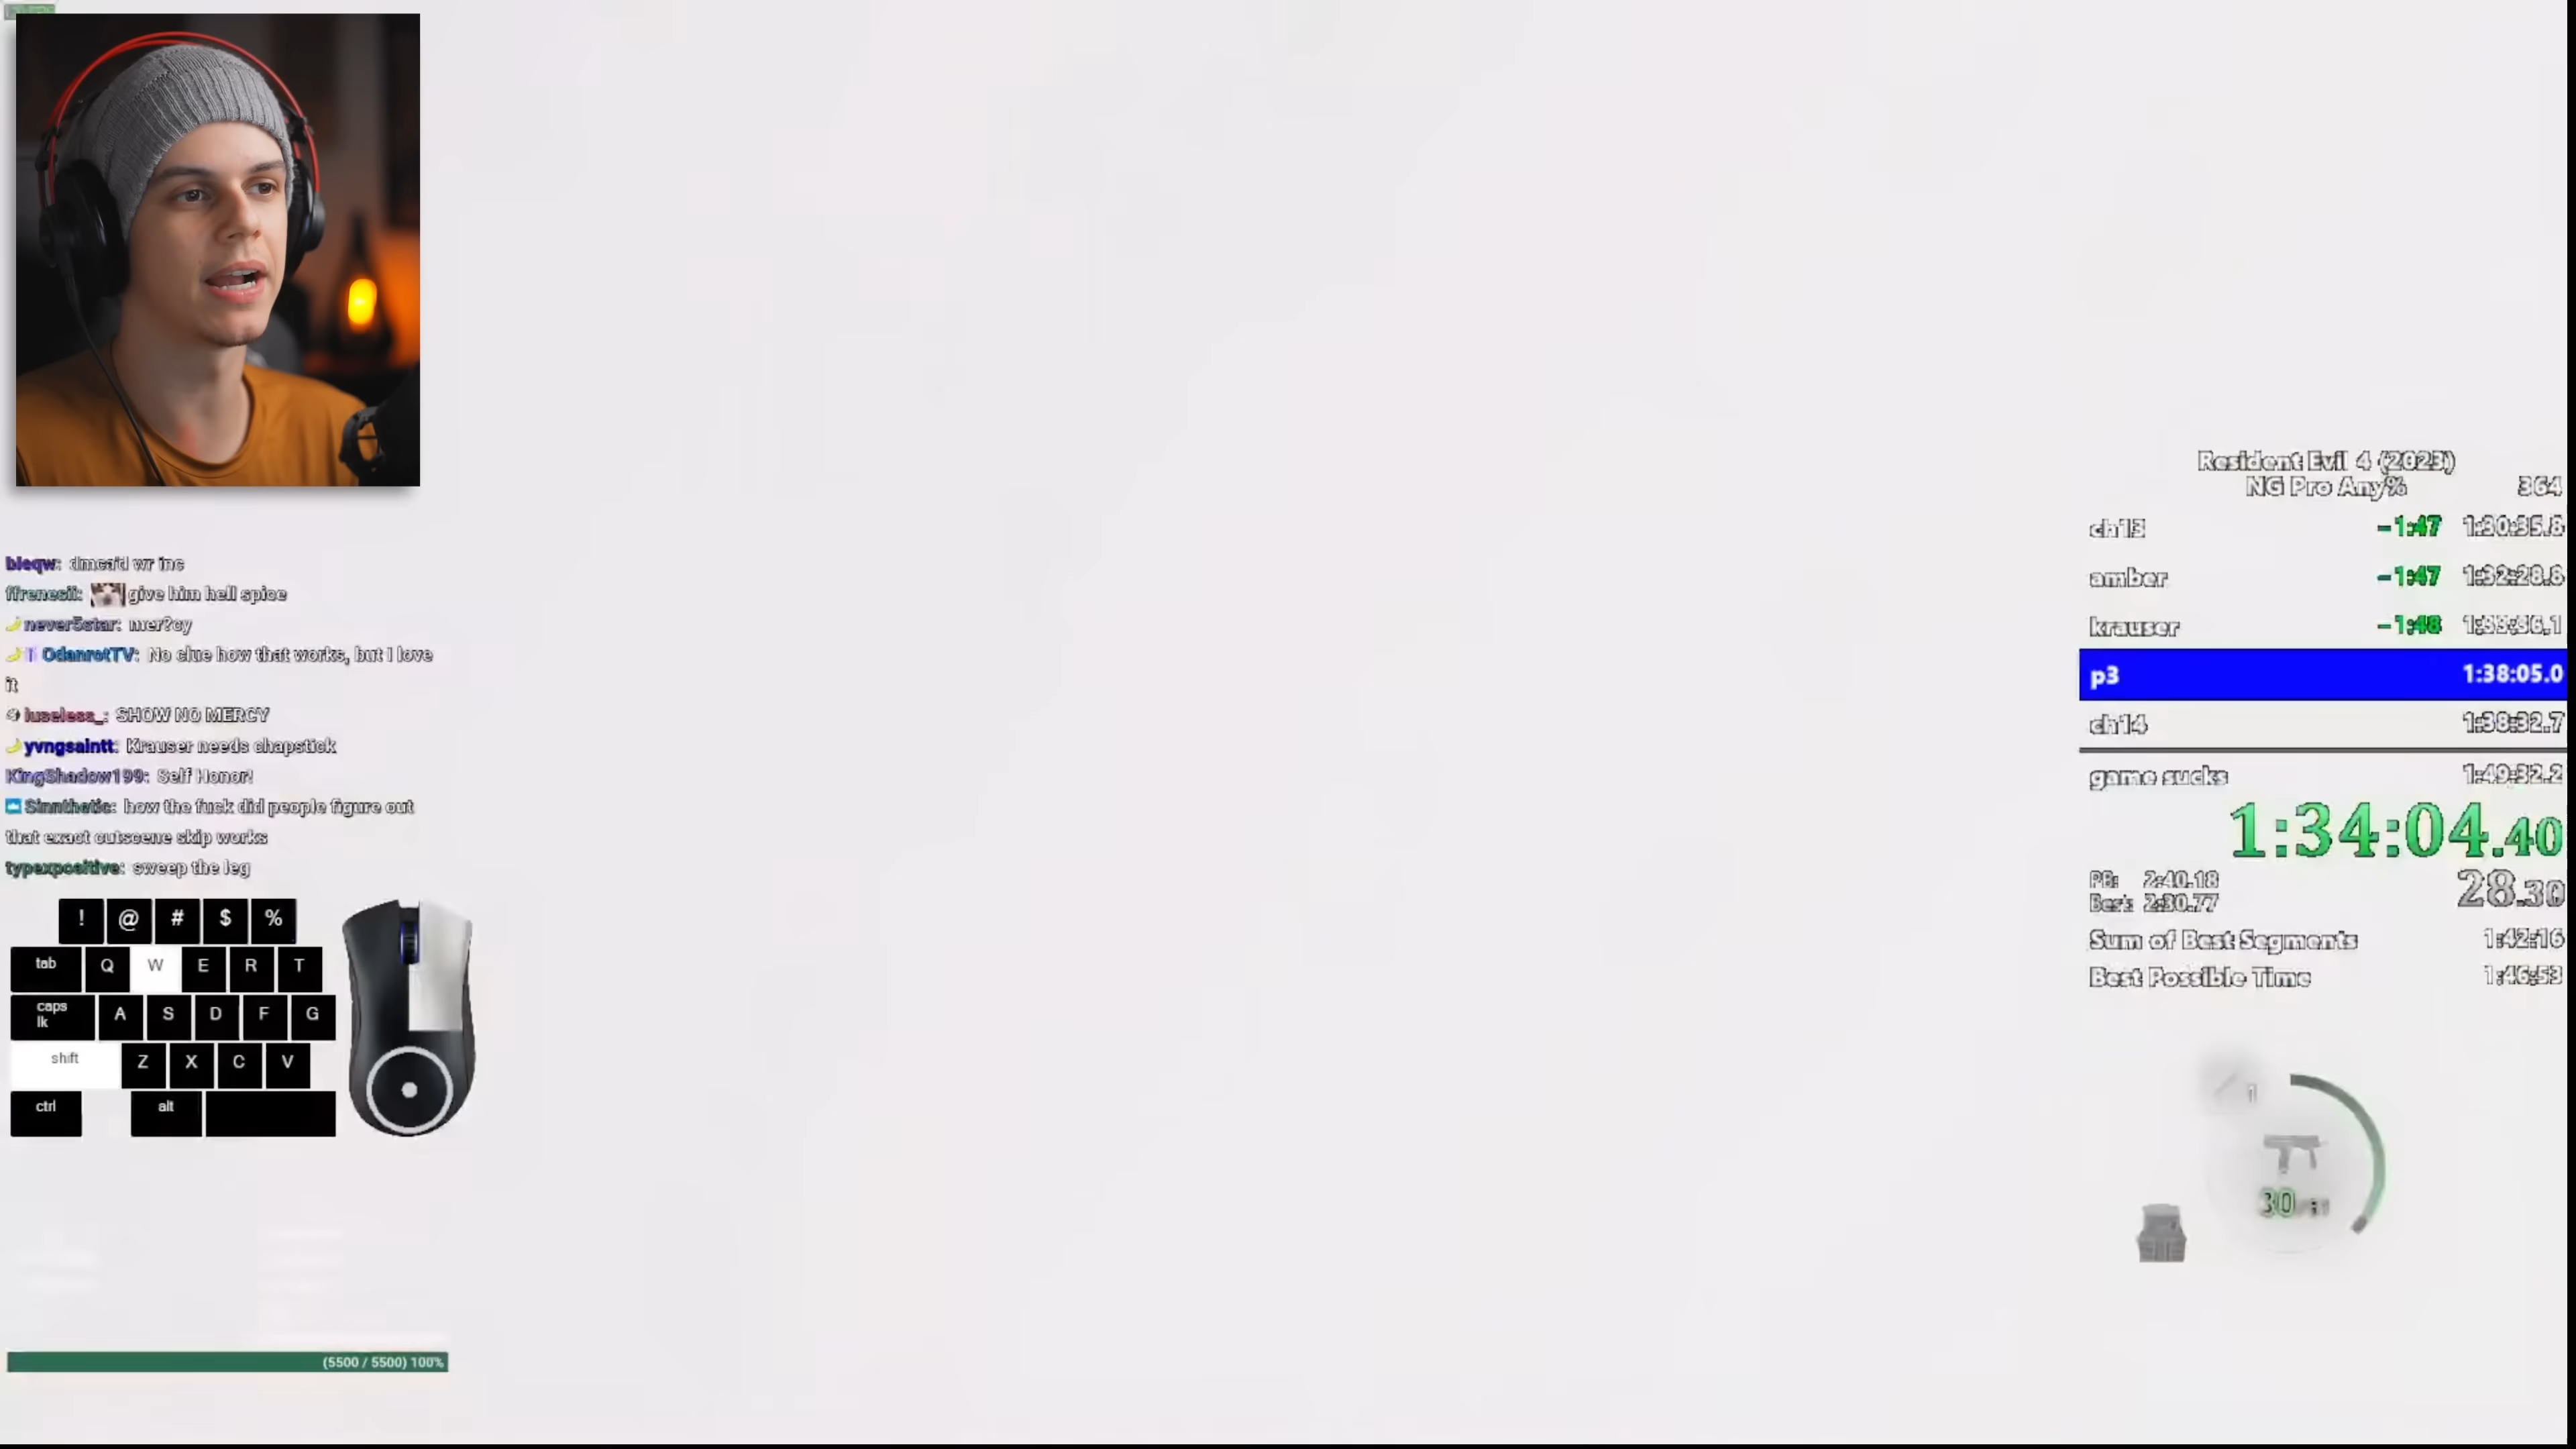 bleqw: dmca'd wr inc
ffrenesii: give him hell spice
never5star: mer?cy
OdanrotTV: No clue how that works, but I love
it
iuseless_: SHOW NO MERCY
yvngsaintt: Krauser needs chapstick
KingShadow199: Self Honor!
Sinnthetic: how the fuck did people figure out
that exact cutscene skip works
typexpositive: sweep the leg
! @ # $ %
tab Q W E R T
caps
lk A S D F G
shift Z X C V
ctrl alt
(5500 / 5500) 100%
Resident Evil 4 (2023)
NG Pro Any% 364
ch13 -1:47 1:30:35.8
amber -1:47 1:32:28.8
krauser -1:48
p3 1:38:05.0
ch14 1:38:32.7
game sucks 1:49:32.2
1:34:04.40
PB: 2:40.18
Best: 2:30.77
28.30
Sum of Best Segments 1:42:16
Best Possible Time 1:46:53
1
30